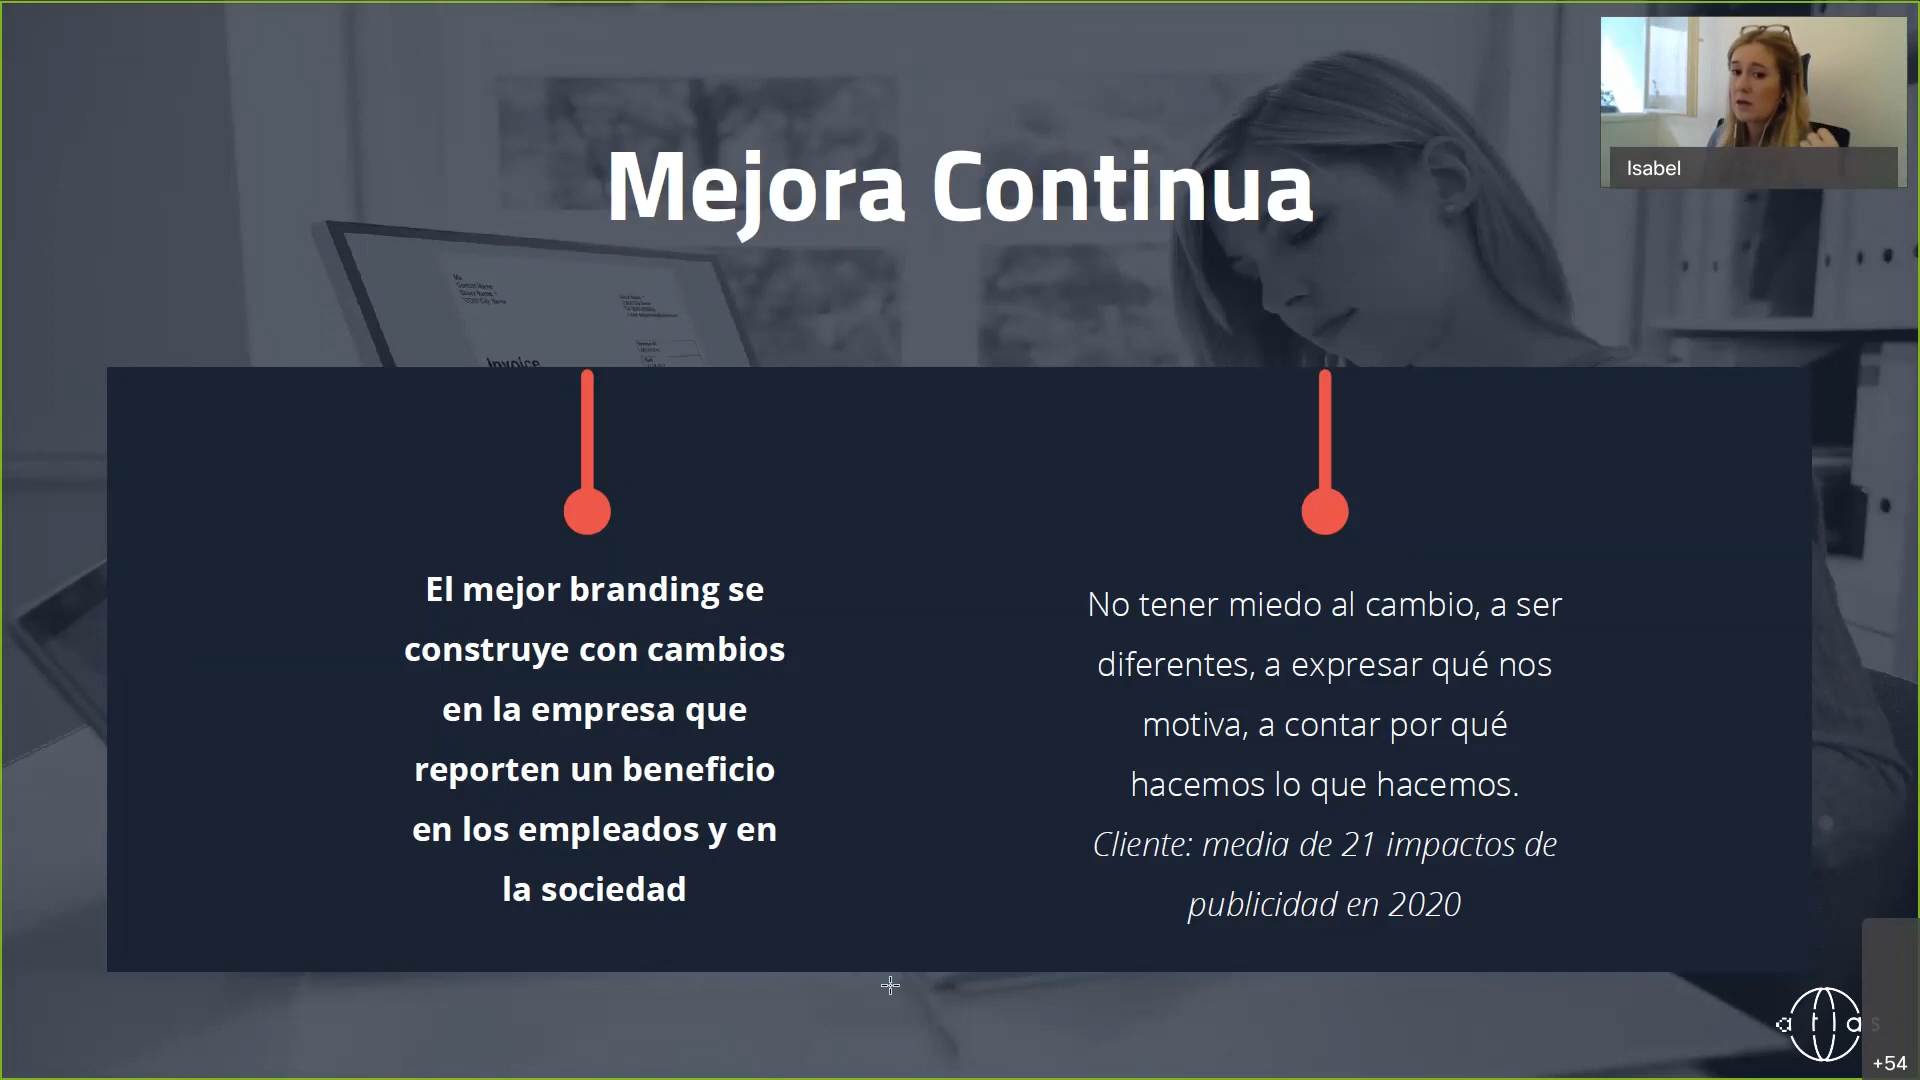 Isabel
Mejora Continua
Invoice
El mejor branding se
construye con cambios
en la empresa que
reporten un beneficio
en los empleados y en
la sociedad
No tener miedo al cambio, a ser
diferentes, a expresar qué nos
motiva, a contar por qué
hacemos lo que hacemos.
Cliente: media de 21 impactos de
publicidad en 2020
atlas
+54